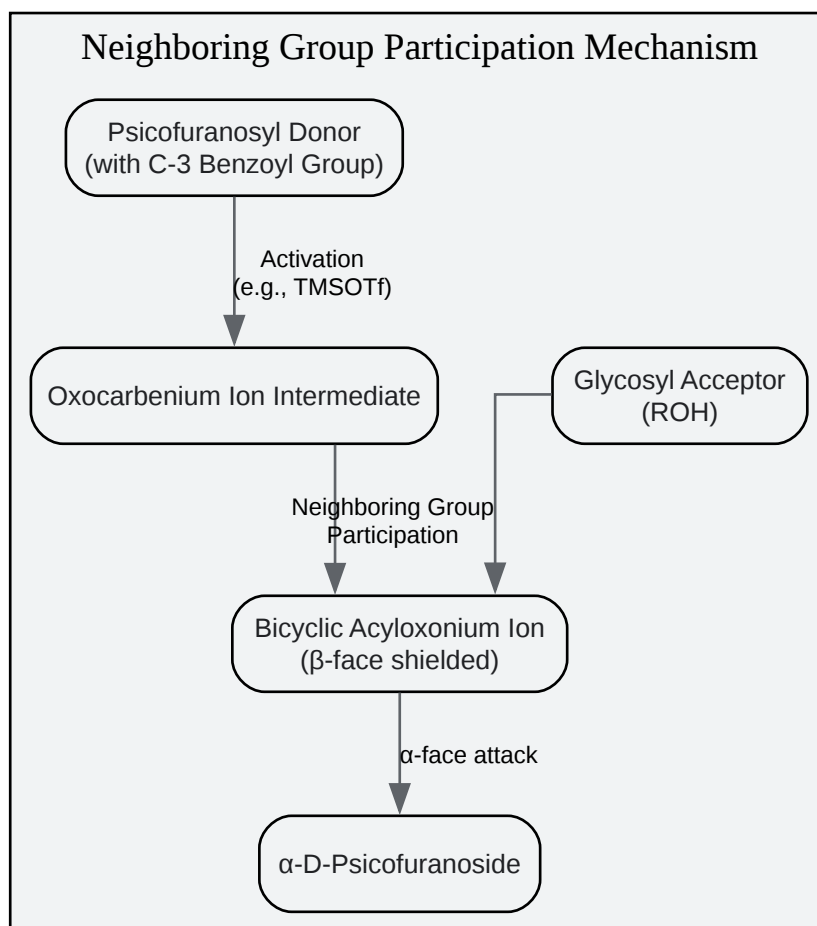 Neighboring Group Participation Mechanism
Psicofuranosyl Donor
(with C-3 Benzoyl Group)
Activation
(e.g., TMSOTf)
Oxocarbenium Ion Intermediate
Glycosyl Acceptor
(ROH)
Neighboring Group
Participation
Bicyclic Acyloxonium Ion
(β-face shielded)
α-face attack
α-D-Psicofuranoside